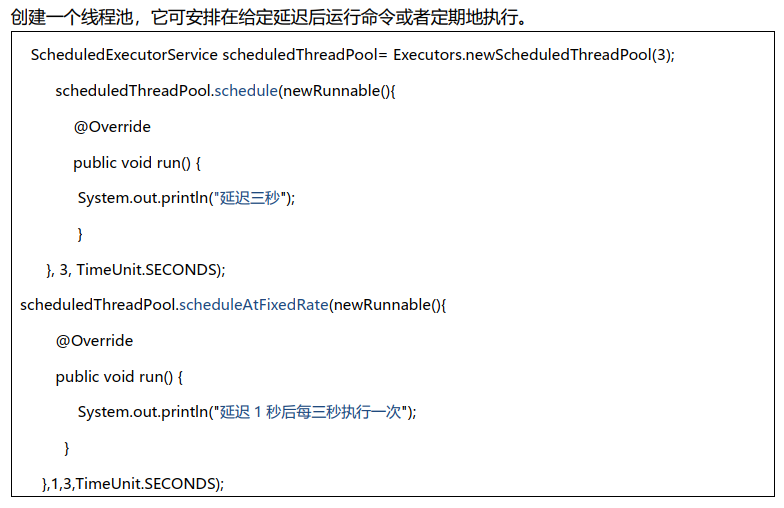 创建一个线程池，它可安排在给定延迟后运行命令或者定期地执行。
ScheduledExecutorService scheduledThreadPool= Executors.newScheduledThreadPool(3);
scheduledThreadPool.schedule(newRunnable(){
@Override
public void run() {
System.out.println("延迟三秒");
}
}, 3, TimeUnit.SECONDS);
scheduledThreadPool.scheduleAtFixedRate(newRunnable(){
@Override
public void run() {
System.out.println("延迟 1 秒后每三秒执行一次");
}
},1,3,TimeUnit.SECONDS);